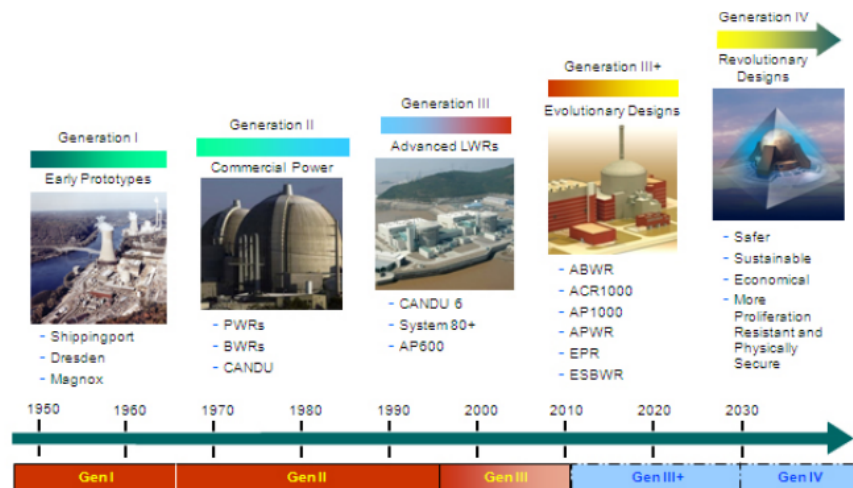 Generation I
Early Prototypes
- Shippingport
- Dresden
- Magnox
Generation II
Commercial Power
- PWRs
- BWRs
- CANDU
Generation III
Advanced LWRs
- CANDU 6
- System 80+
- AP600
Generation III+
Evolutionary Designs
- ABWR
- ACR1000
- AP1000
- APWR
- EPR
- ESBWR
Generation IV
Revolutionary
Designs
- Safer
- Sustainable
- Economical
- More
Proliferation
Resistant and
Physically
Secure
1950 1960 1970 1980 1990 2000 2010 2020 2030
Gen I Gen II Gen III Gen III+ Gen IV